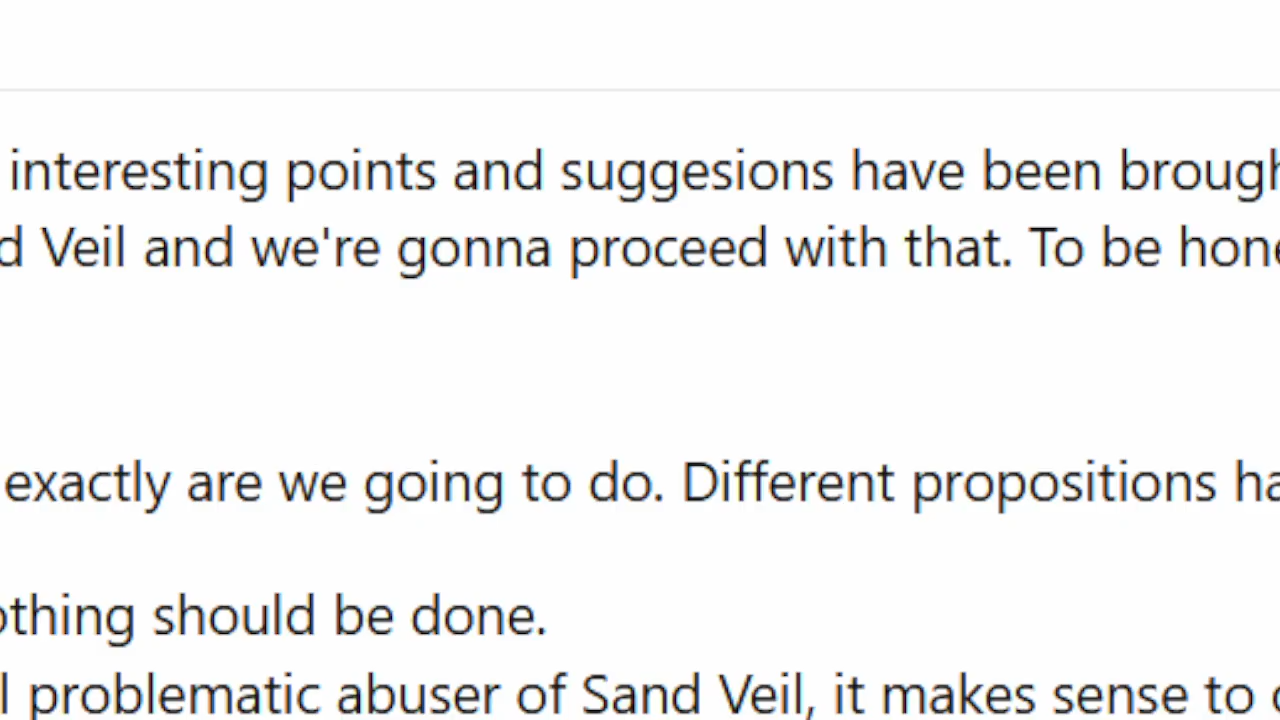 interesting points and suggesions have been brough
d Veil and we're gonna proceed with that. To be hone
exactly are we going to do. Different propositions ha
othing should be done.
l problematic abuser of Sand Veil, it makes sense to